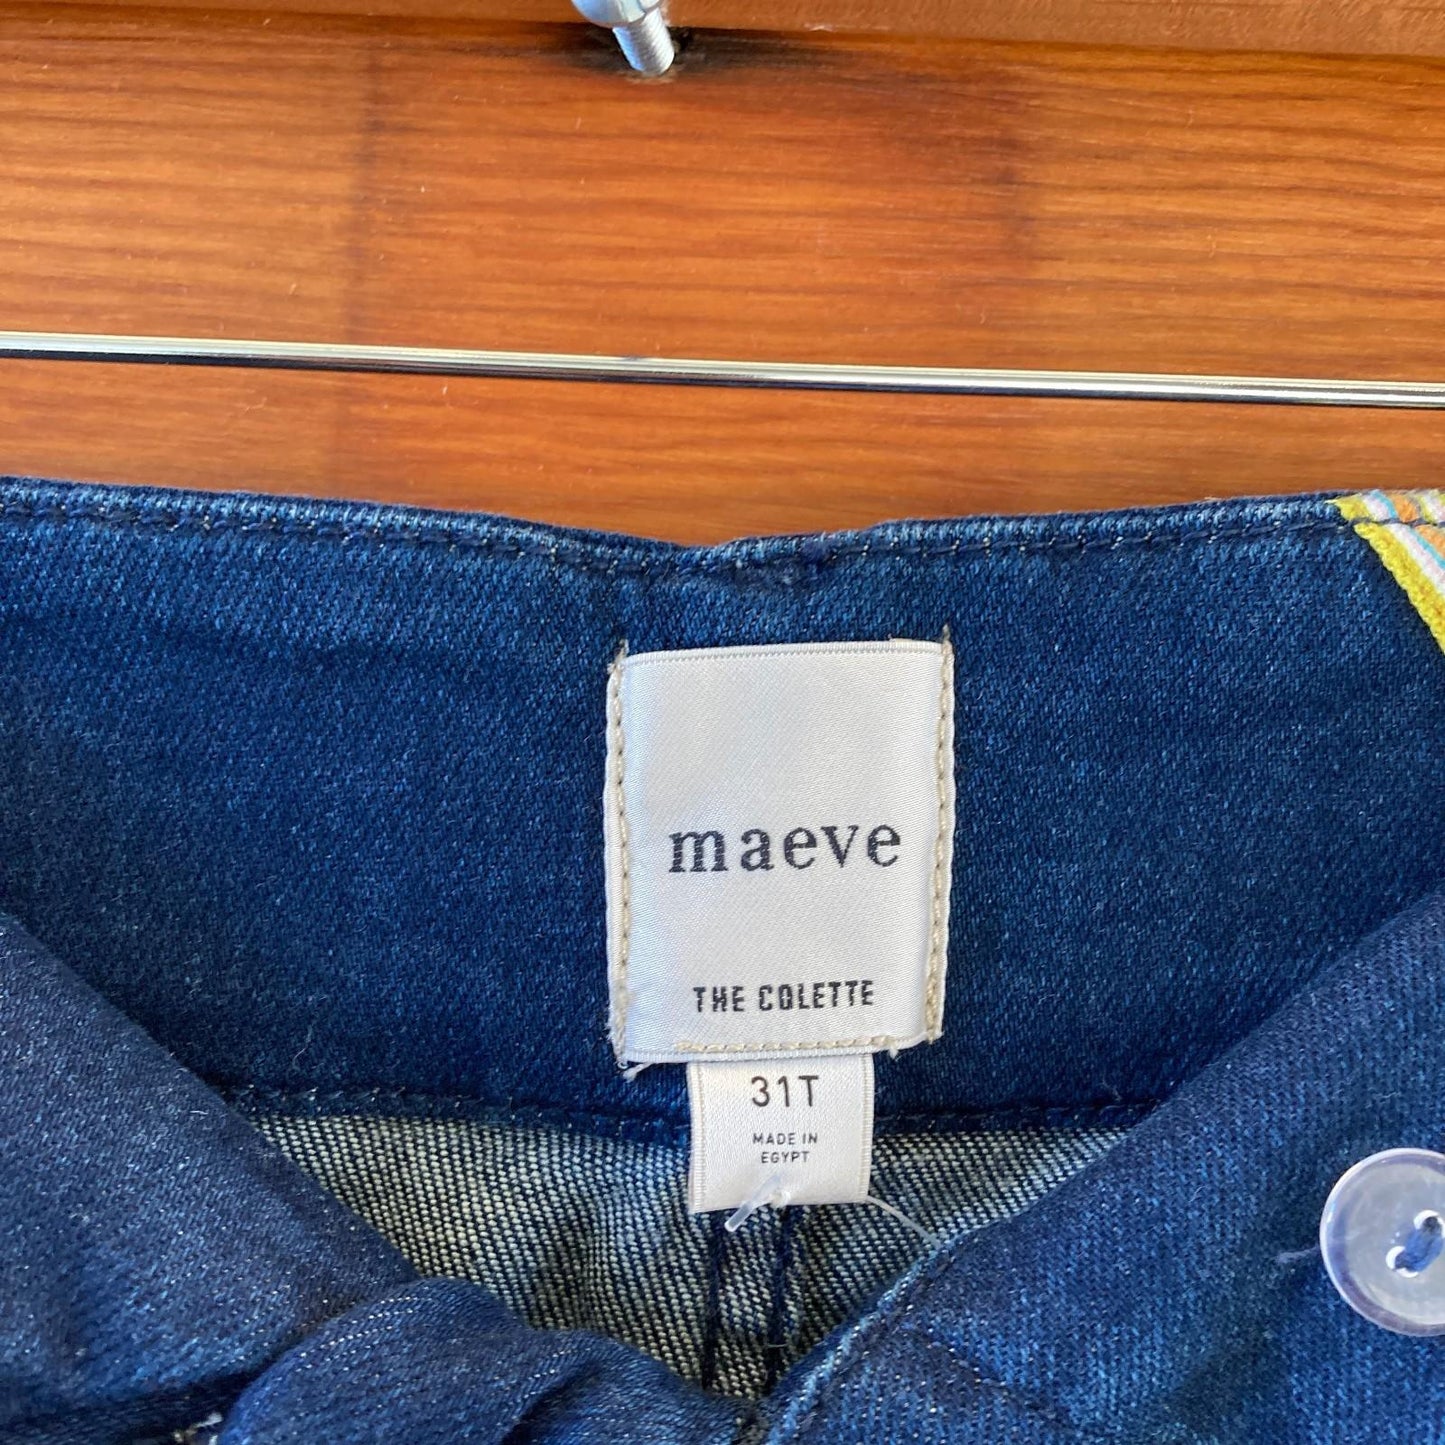 maeve
THE COLETTE
31T
MADE IN
EGYPT